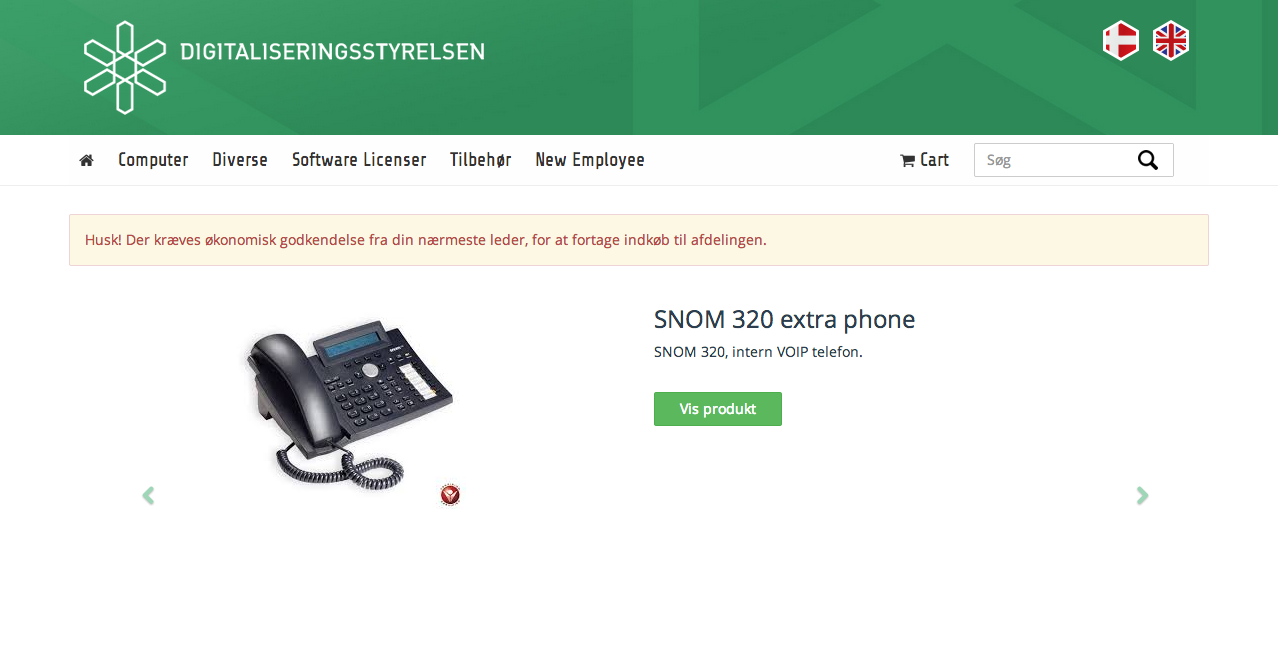 DIGITALISERINGSSTYRELSEN
Computer Diverse Software Licenser Tilbehør New Employee Cart Søg
Husk! Der kræves økonomisk godkendelse fra din nærmeste leder, for at fortage indkøb til afdelingen.
SNOM 320 extra phone
SNOM 320, intern VOIP telefon.
Vis produkt